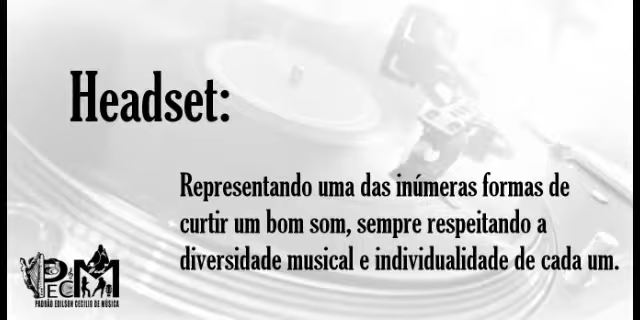 Headset:
Representando uma das inúmeras formas de
curtir um bom som, sempre respeitando a
diversidade musical e individualidade de cada um.
PECM
PADRÃO EDILSON CECILIO DE MÚSICA